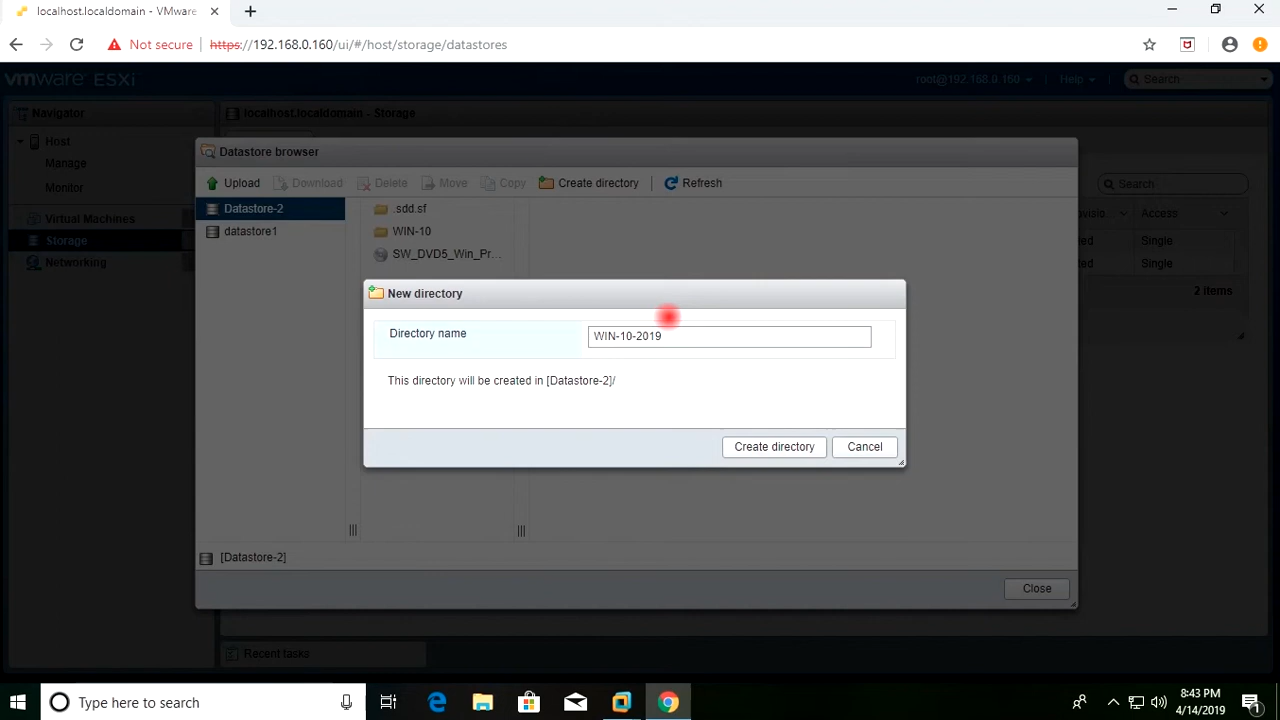 localhost.localdomain - VMware
Not secure
https://192.168.0.160/ui/#/host/storage/datastores
vmware ESXi
root@192.168.0.160
Help
Search
Navigator
localhost.localdomain - Storage
Host
Manage
Monitor
Virtual Machines
Storage
Networking
Datastore browser
Upload
Download
Delete
Move
Copy
Create directory
Refresh
Datastore-2
datastore1
.sdd.sf
WIN-10
SW_DVD5_Win_Pr...
Search
Access
Single
Single
2 items
New directory
Directory name
WIN-10-2019
This directory will be created in [Datastore-2]/
Create directory
Cancel
[Datastore-2]
Close
Recent tasks
Type here to search
8:43 PM
4/14/2019
1